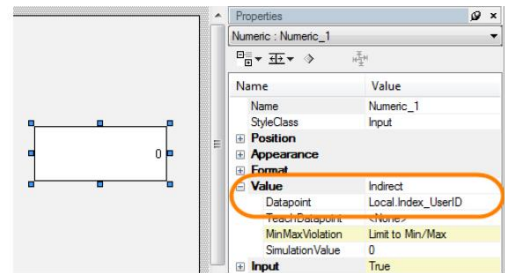 Properties
Numeric : Numeric_1
Name Value
Name Numeric_1
StyleClass Input
Position
Appearance
Format
Value Indirect
Datapoint Local.Index_UserID
TeachDatapoint <None>
MinMaxViolation Limit to Min/Max
SimulationValue 0
Input True
0